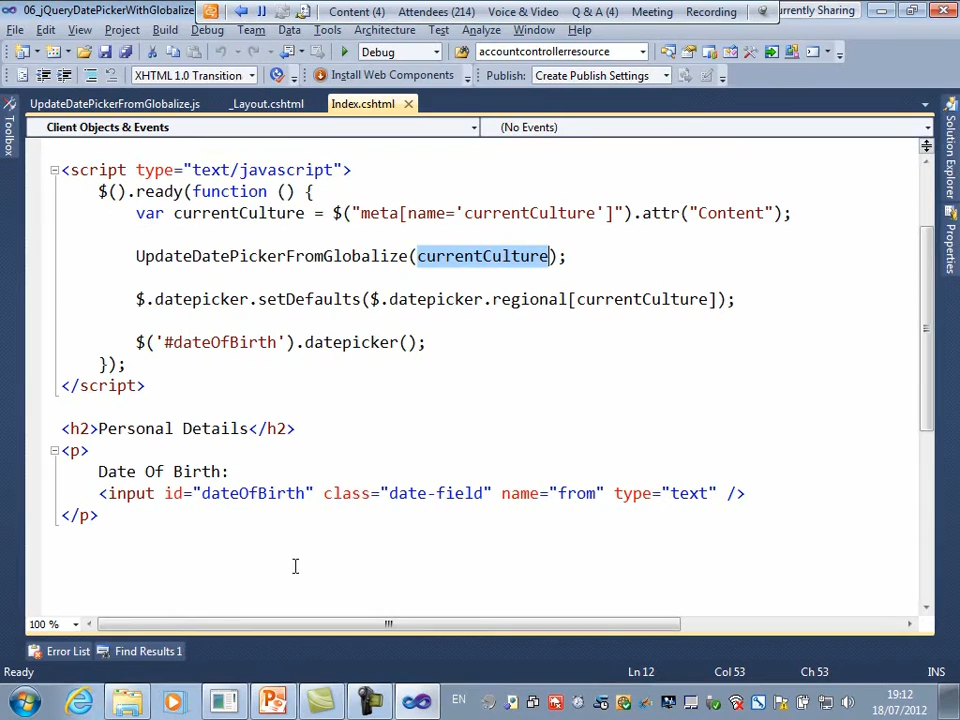 06_jQueryDatePickerWithGlobalize
Content (4) Attendees (214) Voice & Video Q & A (4) Meeting Recording
urrently Sharing
File Edit View Project Build Debug Team Data Tools Architecture Test Analyze Window Help
Debug accountcontrollerresource
XHTML 1.0 Transition Install Web Components Publish: Create Publish Settings
UpdateDatePickerFromGlobalize.js _Layout.cshtml Index.cshtml
Client Objects & Events (No Events)
Toolbox
Solution Explorer
Properties
<script type="text/javascript">
$().ready(function () {
var currentCulture = $("meta[name='currentCulture']").attr("Content");
UpdateDatePickerFromGlobalize(currentCulture);
$.datepicker.setDefaults($.datepicker.regional[currentCulture]);
$('#dateOfBirth').datepicker();
});
</script>
<h2>Personal Details</h2>
<p>
Date Of Birth:
<input id="dateOfBirth" class="date-field" name="from" type="text" />
</p>
100 %
Error List Find Results 1
Ready Ln 12 Col 53 Ch 53 INS
EN
19:12
18/07/2012